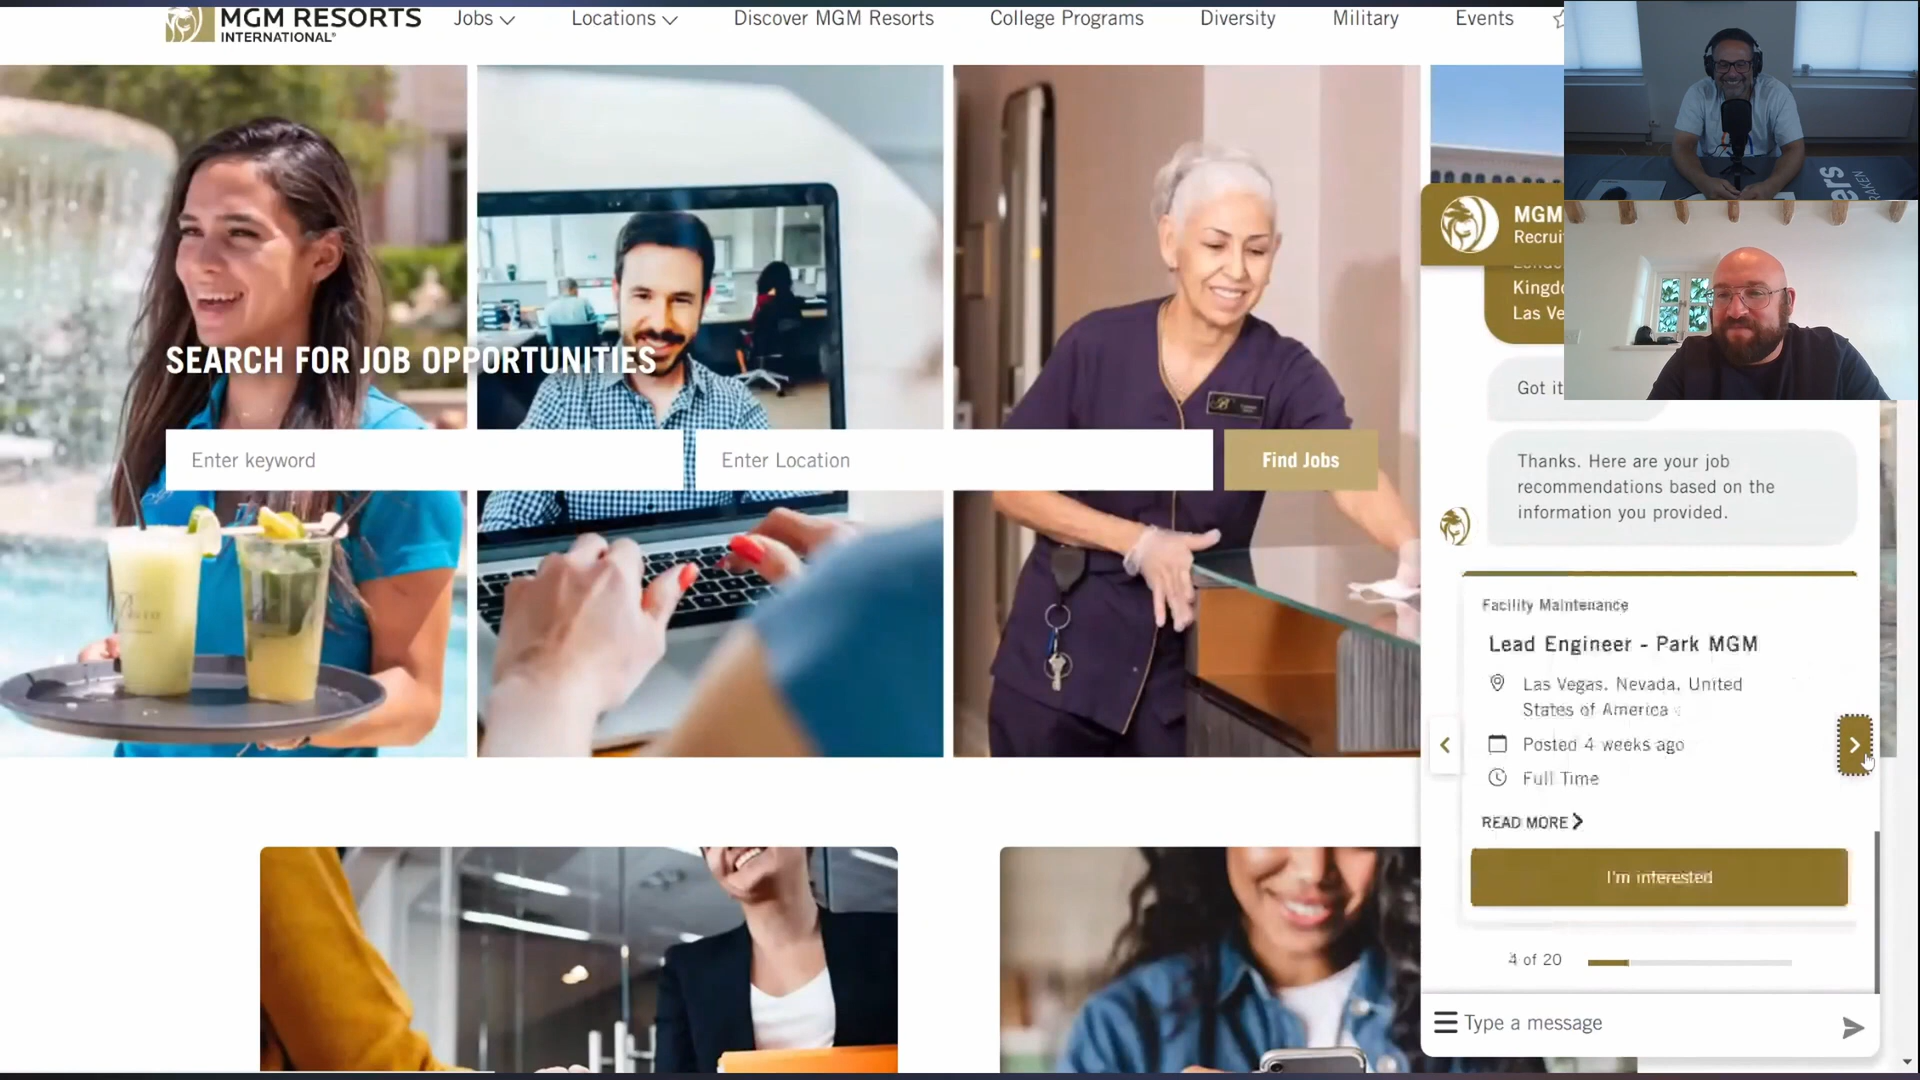 MGM RESORTS
INTERNATIONAL®
Jobs
Locations
Discover MGM Resorts
College Programs
Diversity
Military
Events
SEARCH FOR JOB OPPORTUNITIES
Enter keyword
Enter Location
Find Jobs
MGM
Kingdo
Las Ve
Got it
Thanks. Here are your job
recommendations based on the
information you provided.
Facility Maintenance
Lead Engineer - Park MGM
Las Vegas, Nevada, United
States of America
Posted 4 weeks ago
Full Time
READ MORE
I'm interested
4 of 20
Type a message